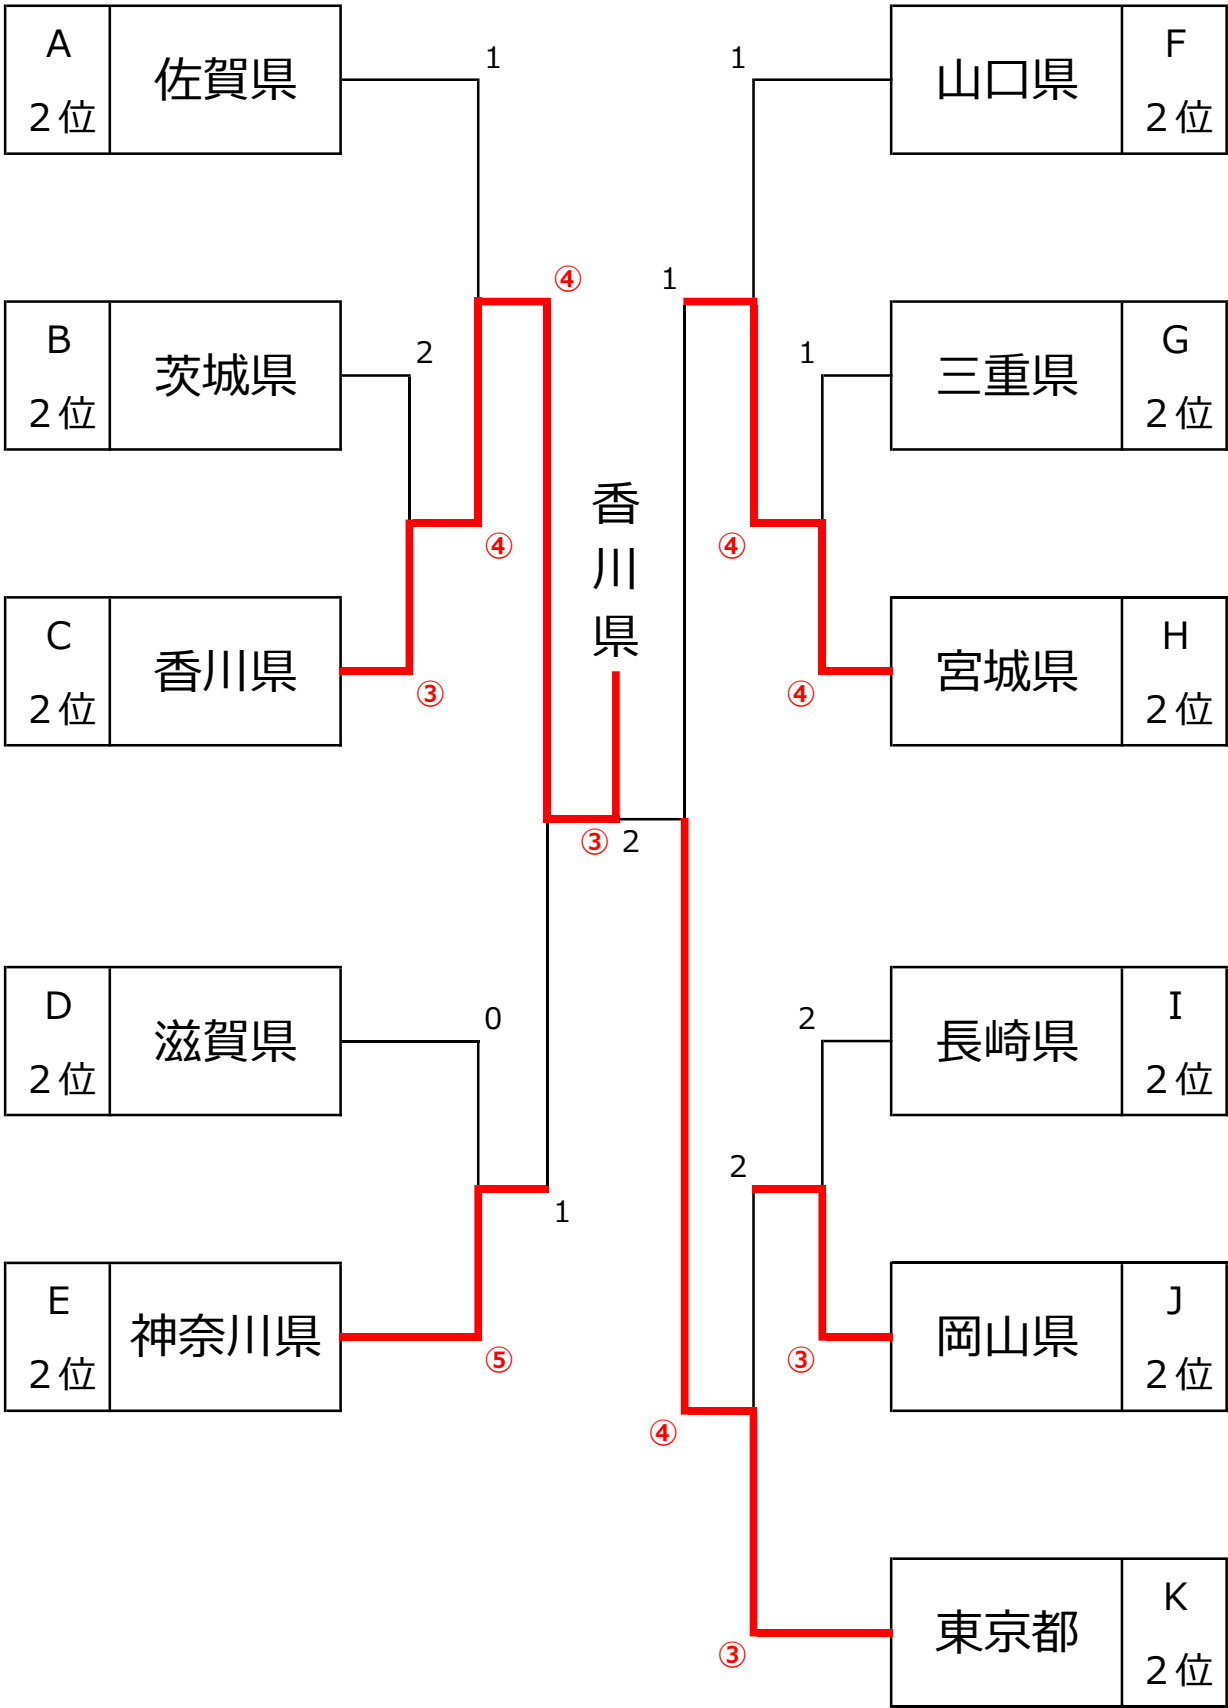 A
2位
佐賀県
1
1
山口県
F
2位
④
1
B
2位
茨城県
2
1
三重県
G
2位
香川県
④
④
C
2位
香川県
③
④
宮城県
H
2位
③
2
D
2位
滋賀県
0
2
長崎県
I
2位
2
1
E
2位
神奈川県
⑤
③
岡山県
J
2位
④
東京都
K
2位
③